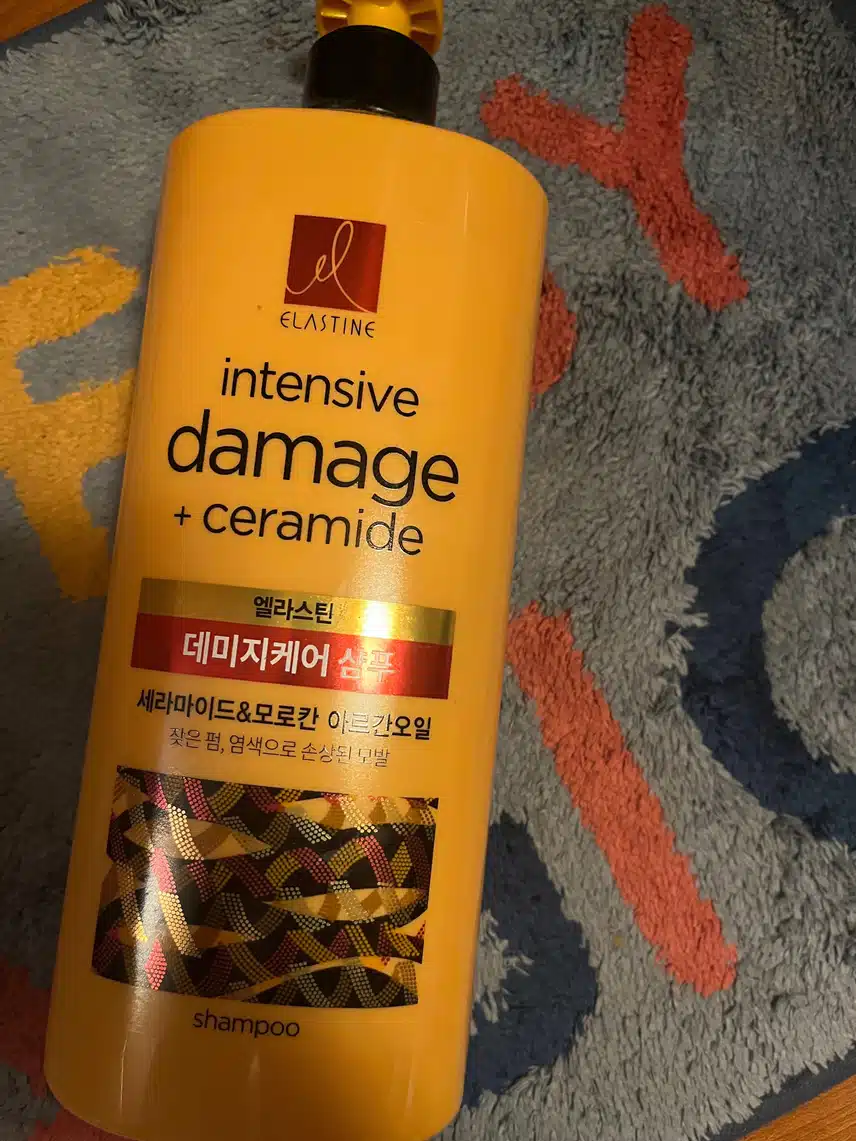 el
ELASTINE
intensive
damage
+ ceramide
엘라스틴
데미지케어 샴푸
세라마이드&모로칸 아르간오일
잦은 펌, 염색으로 손상된 모발
shampoo